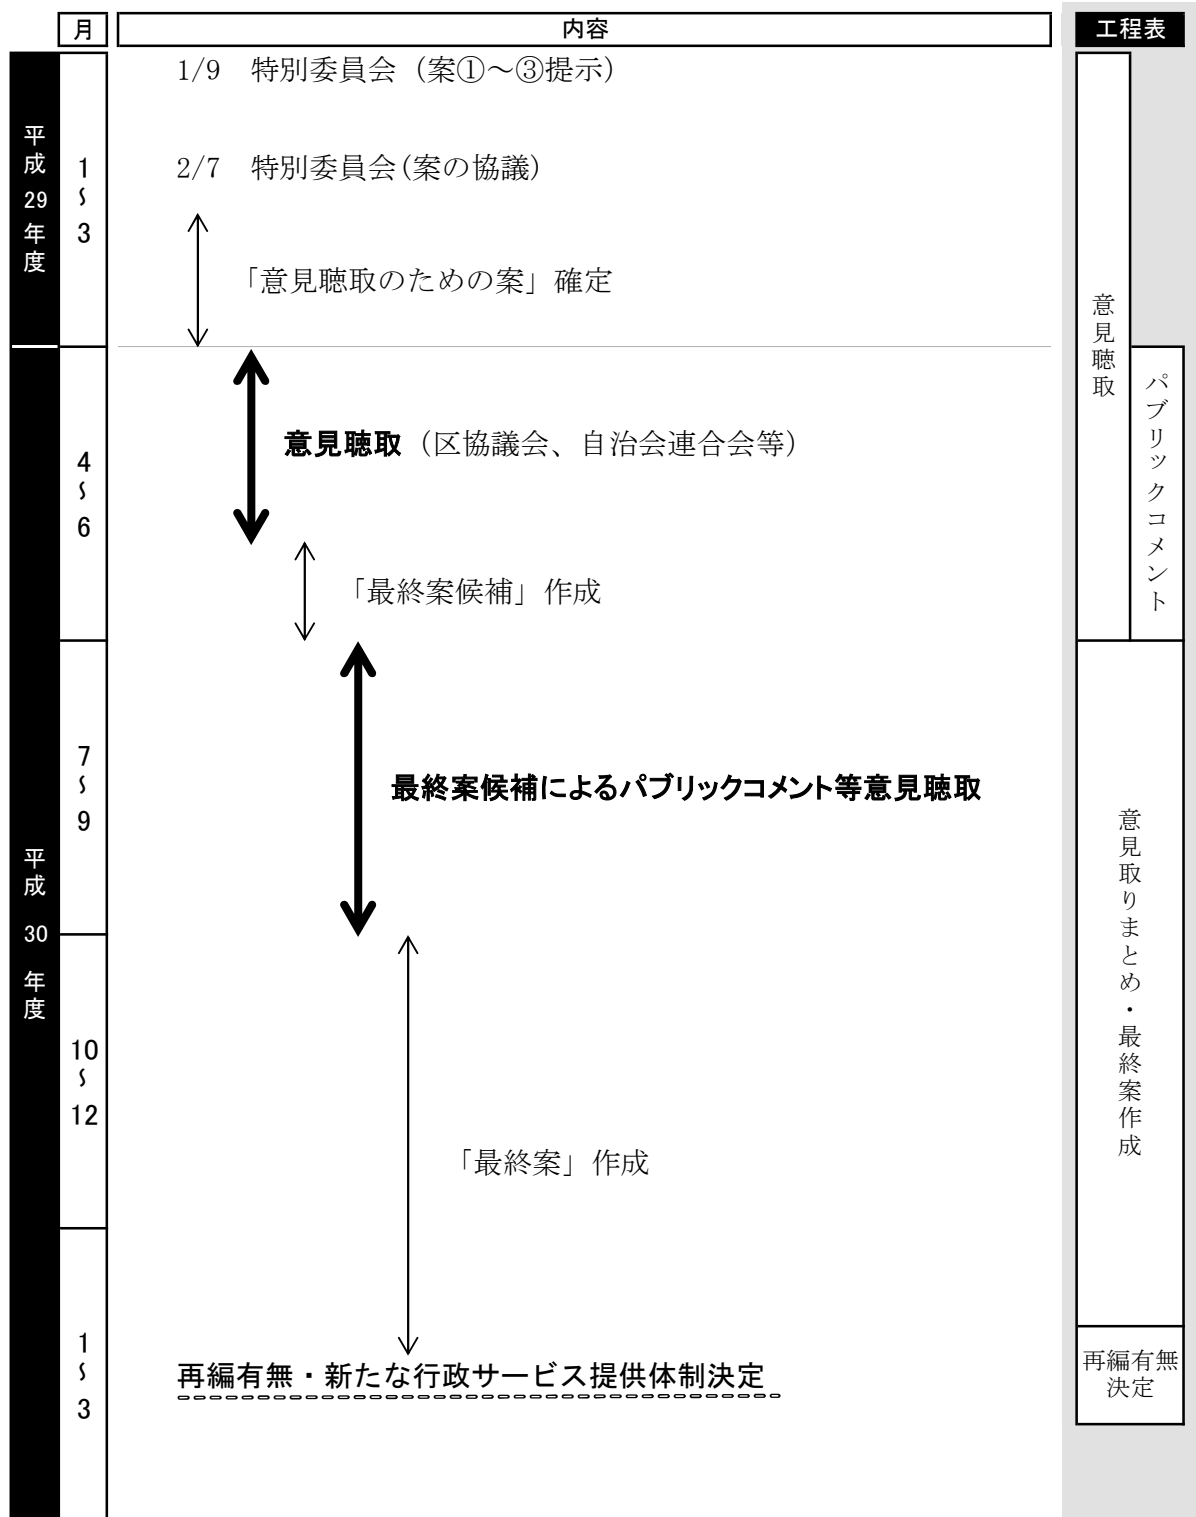 月
内容
工程表
平成29年度
1~3
1/9 特別委員会（案①～③提示）
2/7 特別委員会（案の協議）
「意見聴取のための案」確定
平成30年度
4~6
意見聴取（区協議会、自治会連合会等）
「最終案候補」作成
7~9
最終案候補によるパブリックコメント等意見聴取
10~12
「最終案」作成
1~3
再編有無・新たな行政サービス提供体制決定
意見聴取
パブリックコメント
意見取りまとめ・最終案作成
再編有無
決定